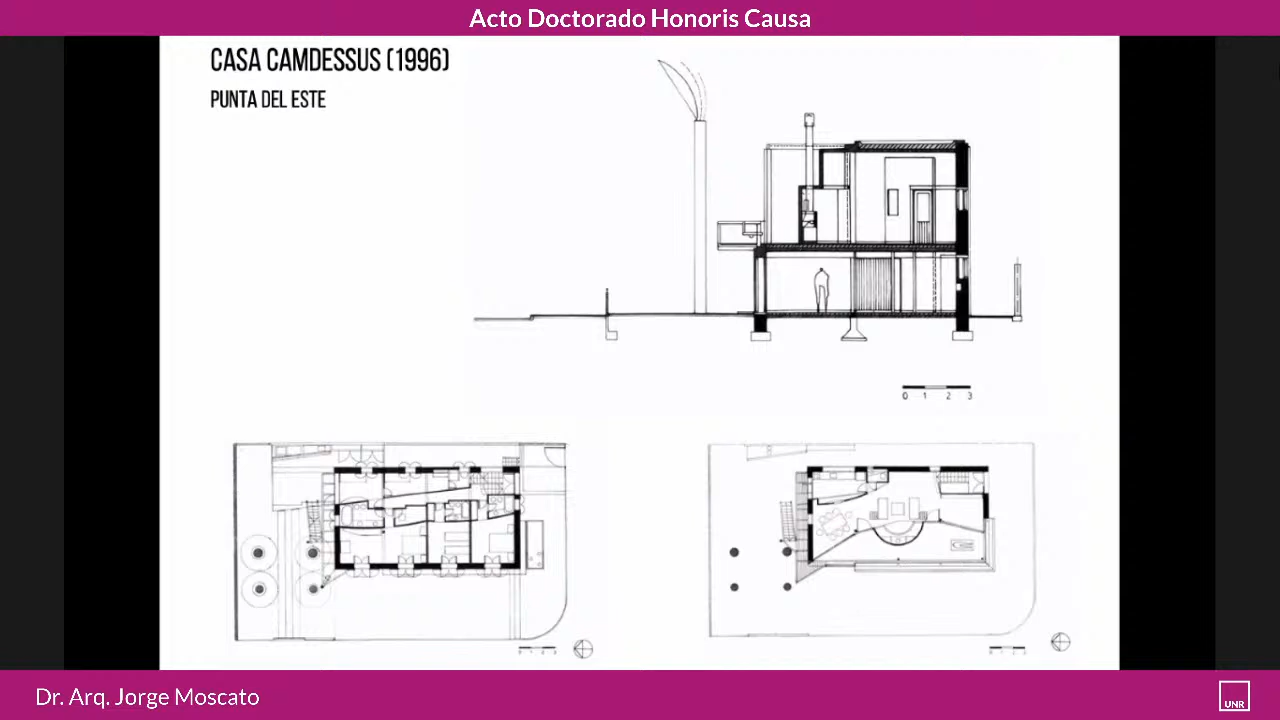 Acto Doctorado Honoris Causa
CASA CAMDESSUS (1996)
PUNTA DEL ESTE
0 1 2 3
Dr. Arq. Jorge Moscato
UNR